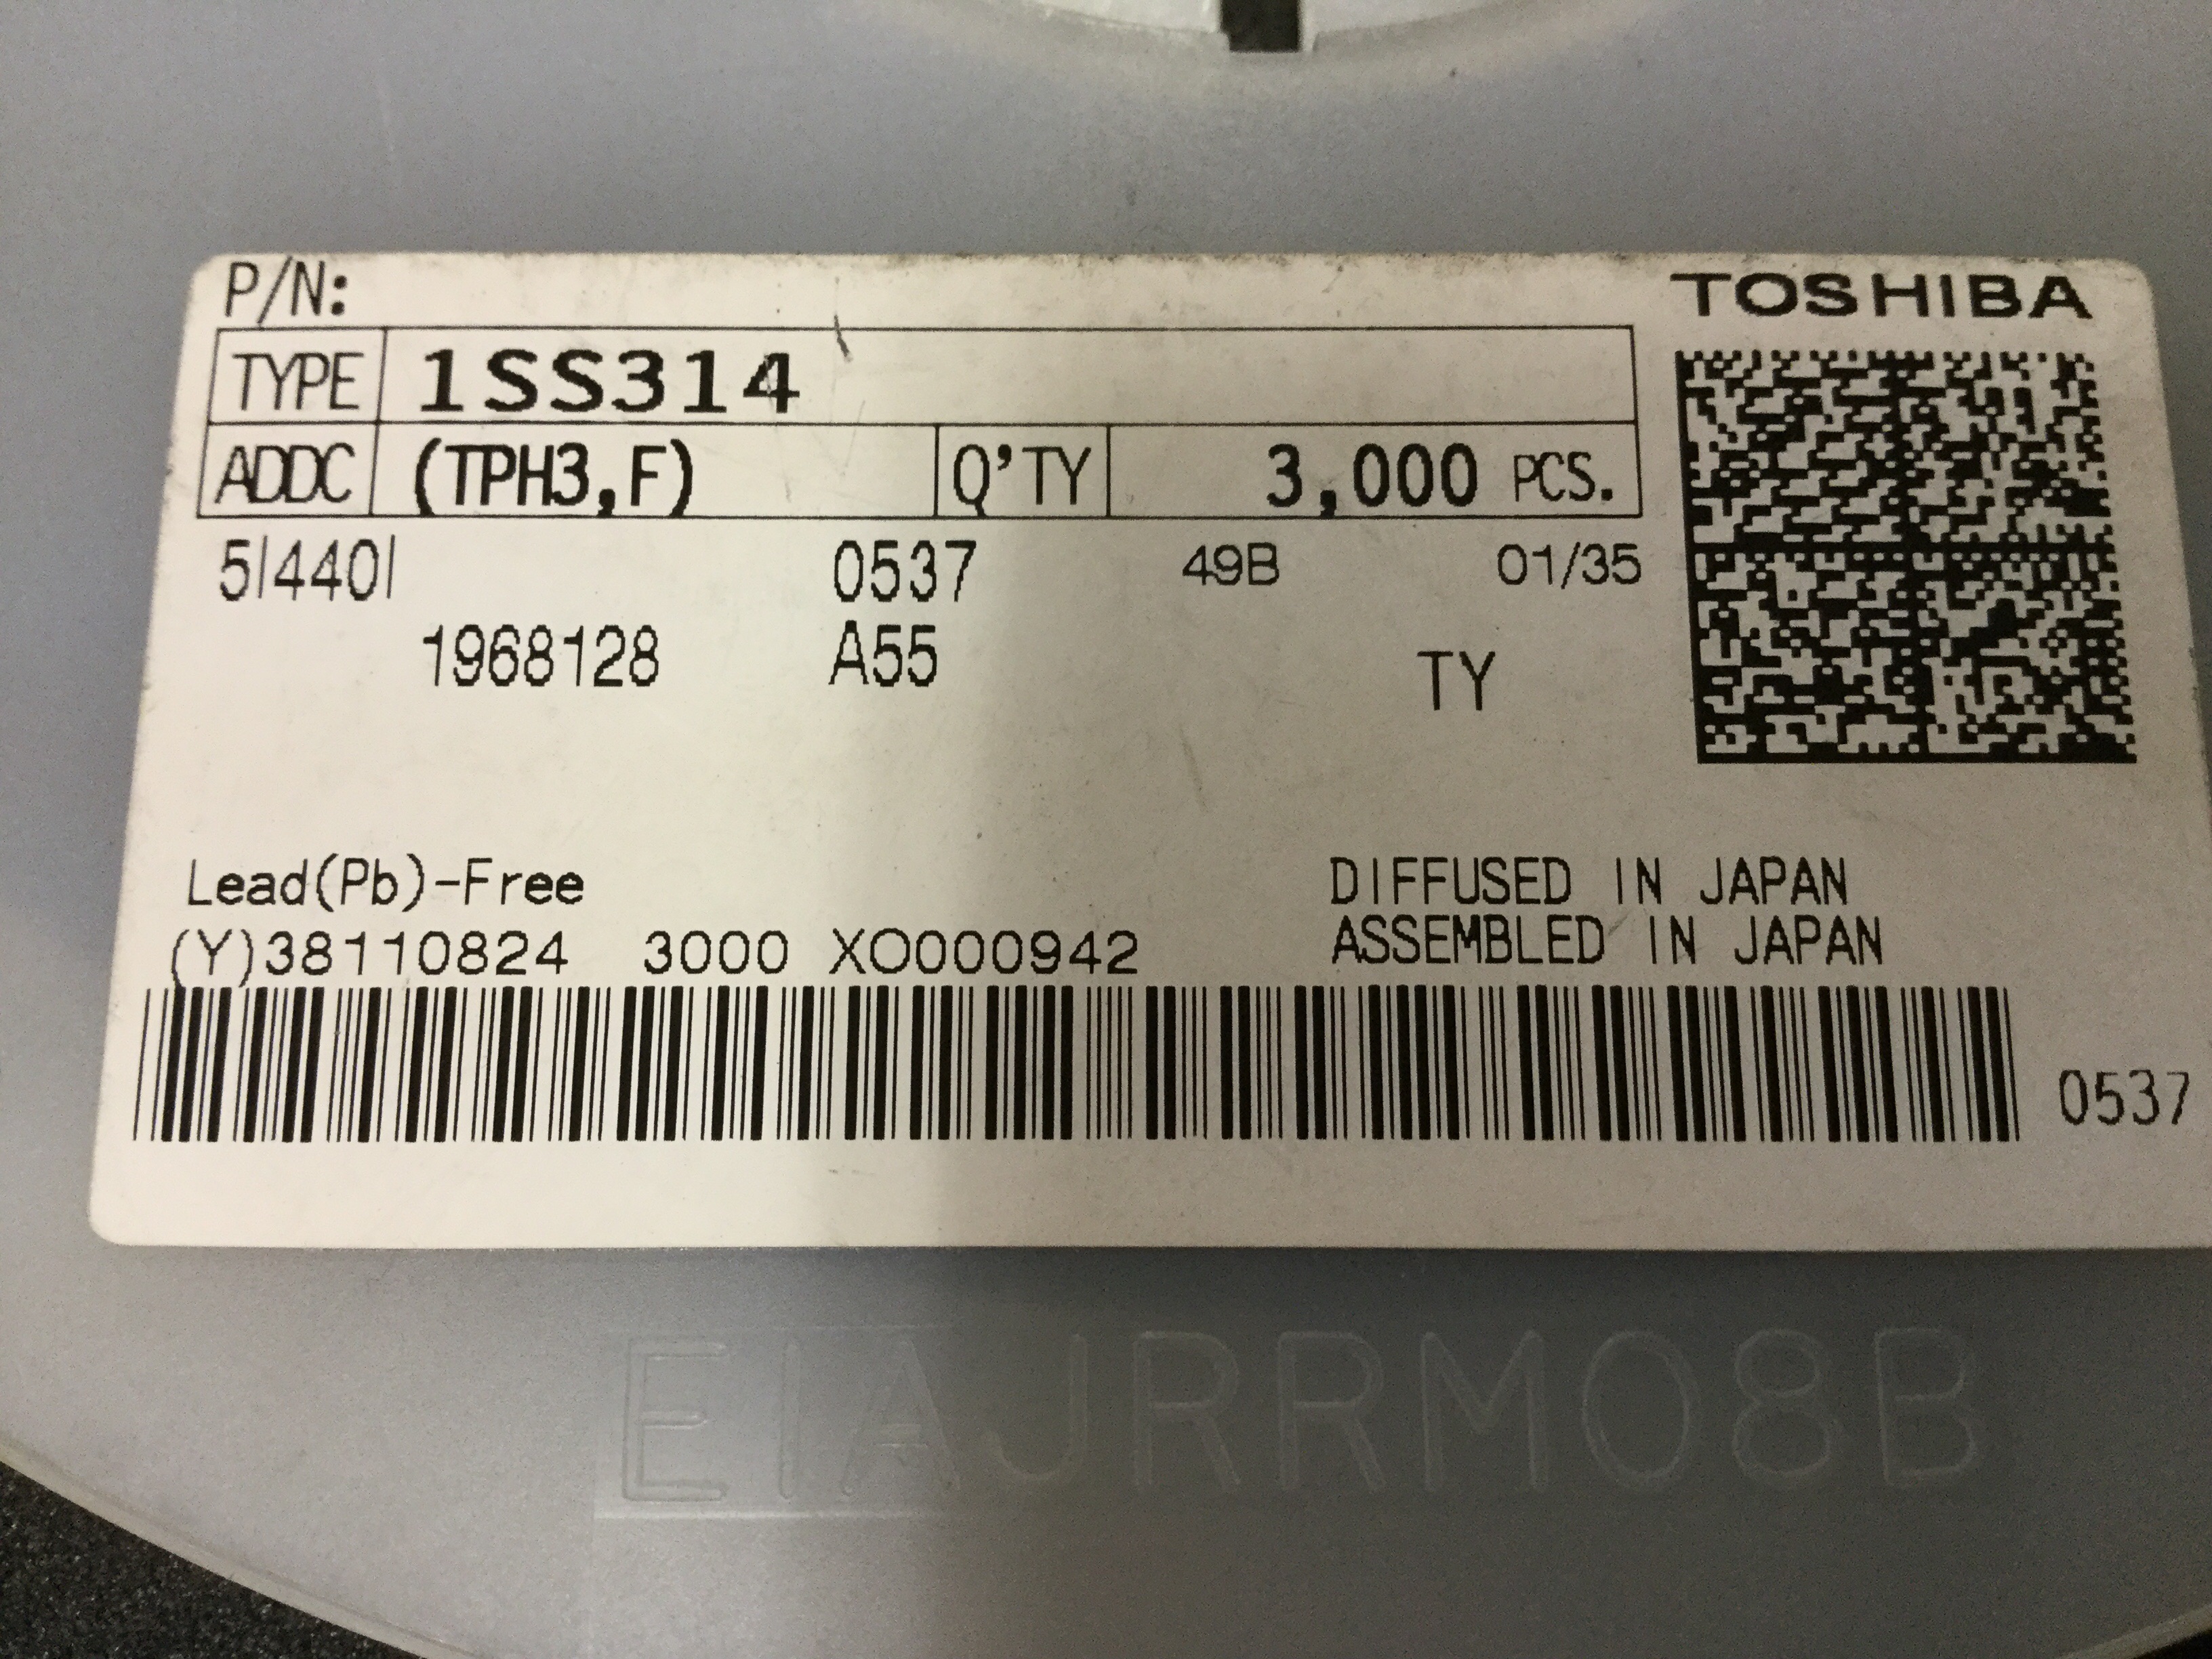 P/N:
TOSHIBA
TYPE 1SS314
ADDC (TPH3,F) Q'TY 3,000 PCS.
5|440| 0537 49B 01/35
1968128 A55 TY
Lead(Pb)-Free
DIFFUSED IN JAPAN
ASSEMBLED IN JAPAN
(Y)38110824 3000 XO000942
0537
EIAJRRM08B